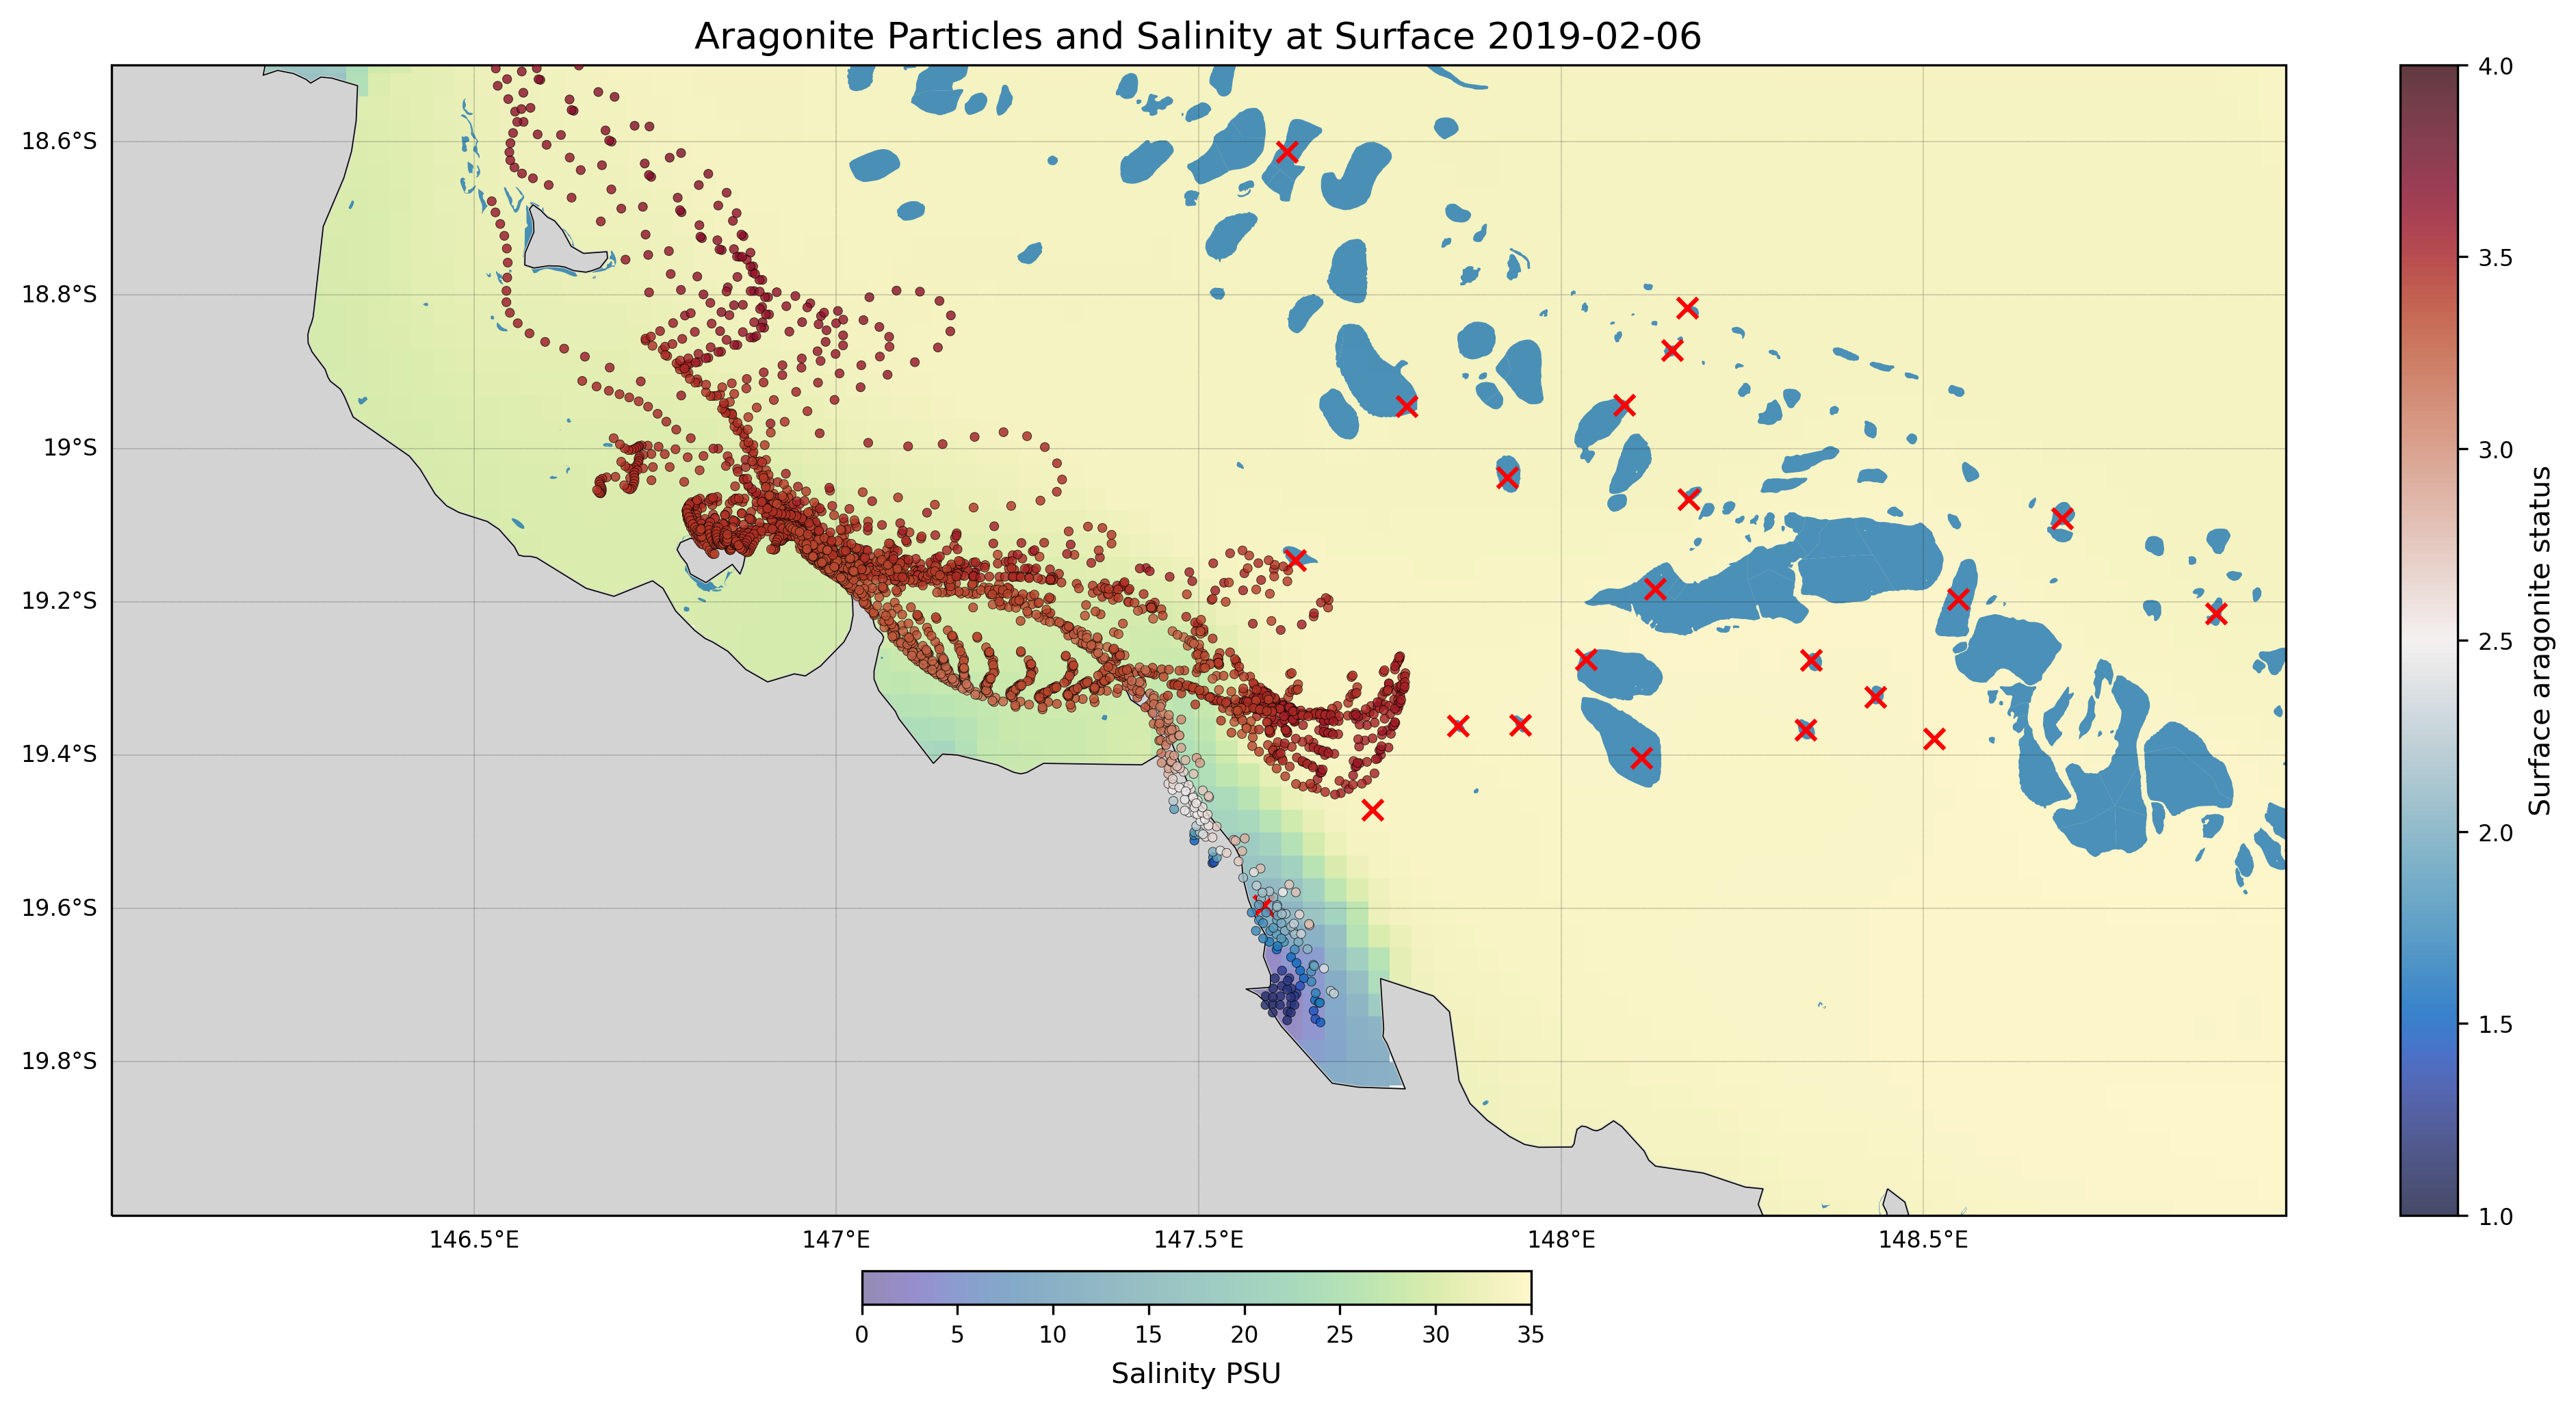 Aragonite Particles and Salinity at Surface 2019-02-06
18.6°S
18.8°S
19°S
19.2°S
19.4°S
19.6°S
19.8°S
146.5°E 147°E 147.5°E 148°E 148.5°E
4.0
3.5
3.0
2.5
2.0
1.5
1.0
Surface aragonite status
0 5 10 15 20 25 30 35
Salinity PSU